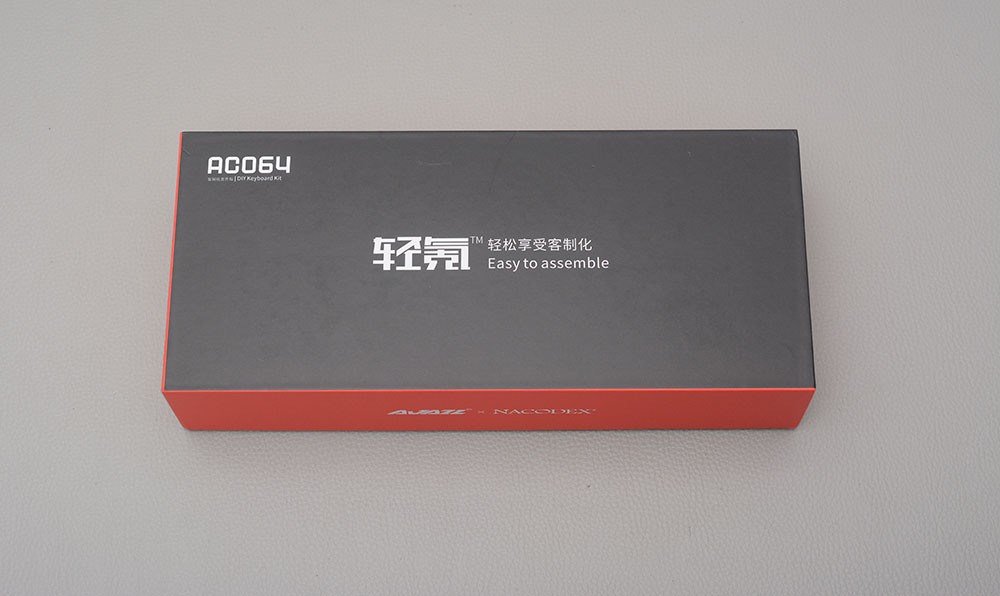 AC064
DIY Keyboard Kit
轻氪™ 轻松享受客制化
Easy to assemble
AJAZZ® × NACODEX®